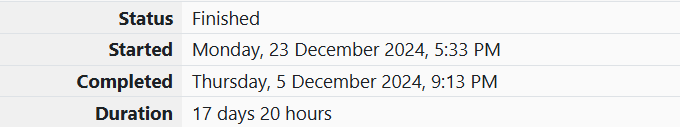 Status Finished
Started Monday, 23 December 2024, 5:33 PM
Completed Thursday, 5 December 2024, 9:13 PM
Duration 17 days 20 hours